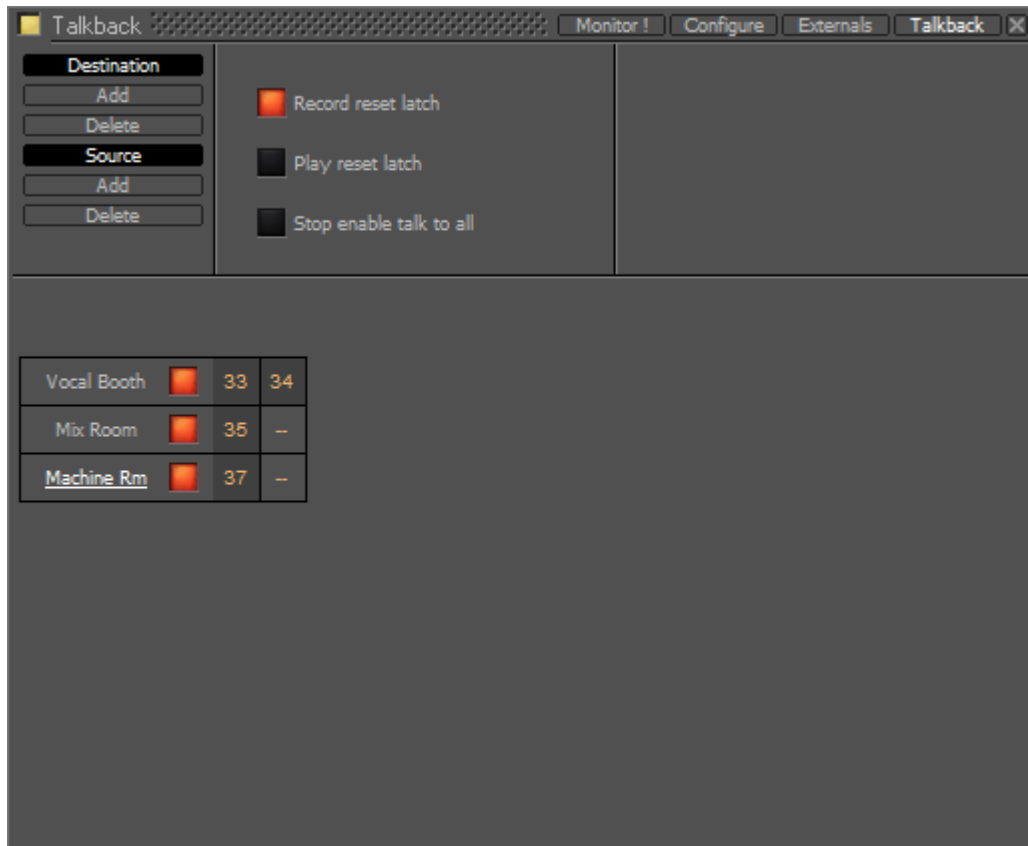 Talkback Monitor ! Configure Externals Talkback X
Destination
Add
Delete
Source
Add
Delete
Record reset latch
Play reset latch
Stop enable talk to all
Vocal Booth 33 34
Mix Room 35 --
Machine Rm 37 --